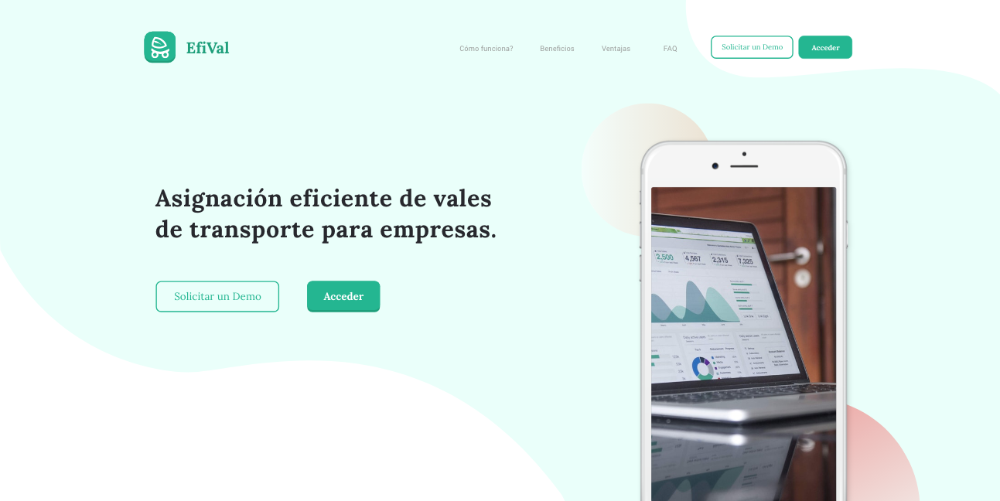 EfiVal
Cómo funciona?
Beneficios
Ventajas
FAQ
Solicitar un Demo
Acceder
Asignación eficiente de vales
de transporte para empresas.
Solicitar un Demo
Acceder
2,500
4,567
2,315
7,325